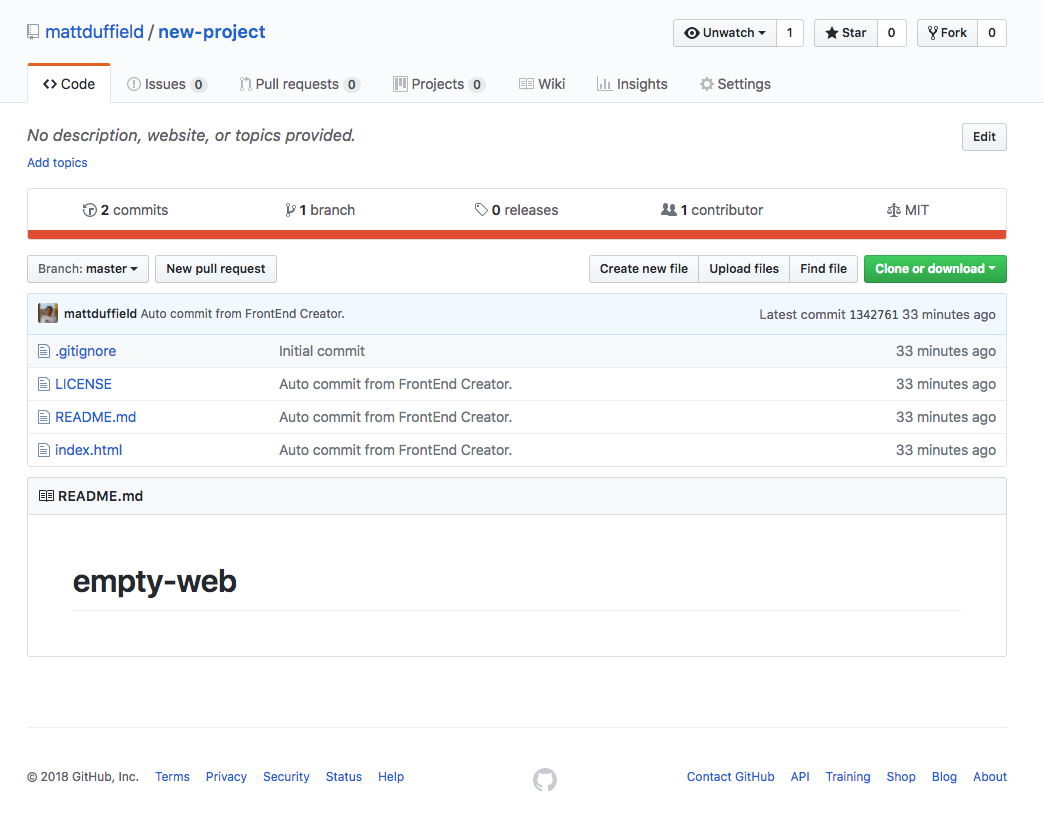 mattduffield / new-project Unwatch 1 Star 0 Fork 0
Code Issues 0 Pull requests 0 Projects 0 Wiki Insights Settings
No description, website, or topics provided. Edit
Add topics
2 commits 1 branch 0 releases 1 contributor MIT
Branch: master New pull request Create new file Upload files Find file Clone or download
mattduffield Auto commit from FrontEnd Creator. Latest commit 1342761 33 minutes ago
.gitignore Initial commit 33 minutes ago
LICENSE Auto commit from FrontEnd Creator. 33 minutes ago
README.md Auto commit from FrontEnd Creator. 33 minutes ago
index.html Auto commit from FrontEnd Creator. 33 minutes ago
README.md
empty-web
© 2018 GitHub, Inc. Terms Privacy Security Status Help Contact GitHub API Training Shop Blog About